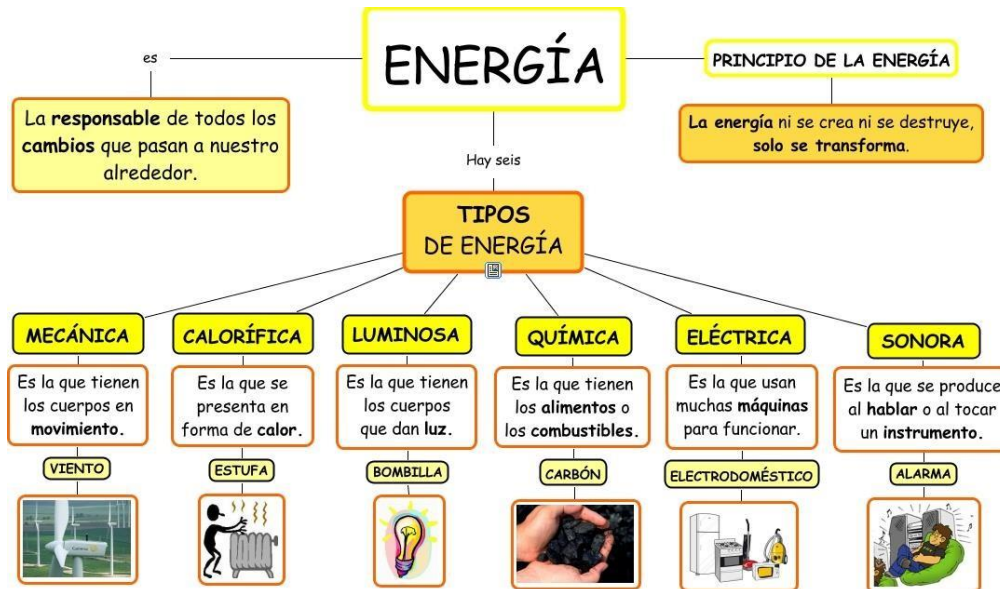 ENERGÍA
es
La responsable de todos los
cambios que pasan a nuestro
alrededor.
PRINCIPIO DE LA ENERGÍA
La energía ni se crea ni se destruye,
solo se transforma.
Hay seis
TIPOS
DE ENERGÍA
MECÁNICA
Es la que tienen
los cuerpos en
movimiento.
VIENTO
CALORÍFICA
Es la que se
presenta en
forma de calor.
ESTUFA
LUMINOSA
Es la que tienen
los cuerpos
que dan luz.
BOMBILLA
QUÍMICA
Es la que tienen
los alimentos o
los combustibles.
CARBÓN
ELÉCTRICA
Es la que usan
muchas máquinas
para funcionar.
ELECTRODOMÉSTICO
SONORA
Es la que se produce
al hablar o al tocar
un instrumento.
ALARMA